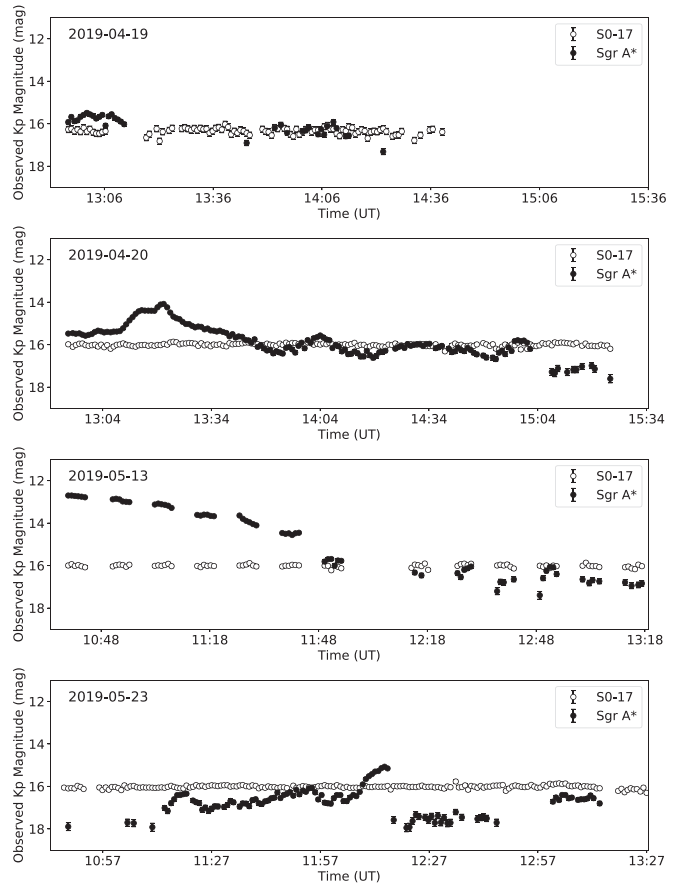 2019-04-19
S0-17
Sgr A*
12
14
16
18
Observed Kp Magnitude (mag)
13:06
13:36
14:06
14:36
15:06
15:36
Time (UT)
2019-04-20
S0-17
Sgr A*
12
14
16
18
Observed Kp Magnitude (mag)
13:04
13:34
14:04
14:34
15:04
15:34
Time (UT)
2019-05-13
S0-17
Sgr A*
12
14
16
18
Observed Kp Magnitude (mag)
10:48
11:18
11:48
12:18
12:48
13:18
Time (UT)
2019-05-23
S0-17
Sgr A*
12
14
16
18
Observed Kp Magnitude (mag)
10:57
11:27
11:57
12:27
12:57
13:27
Time (UT)